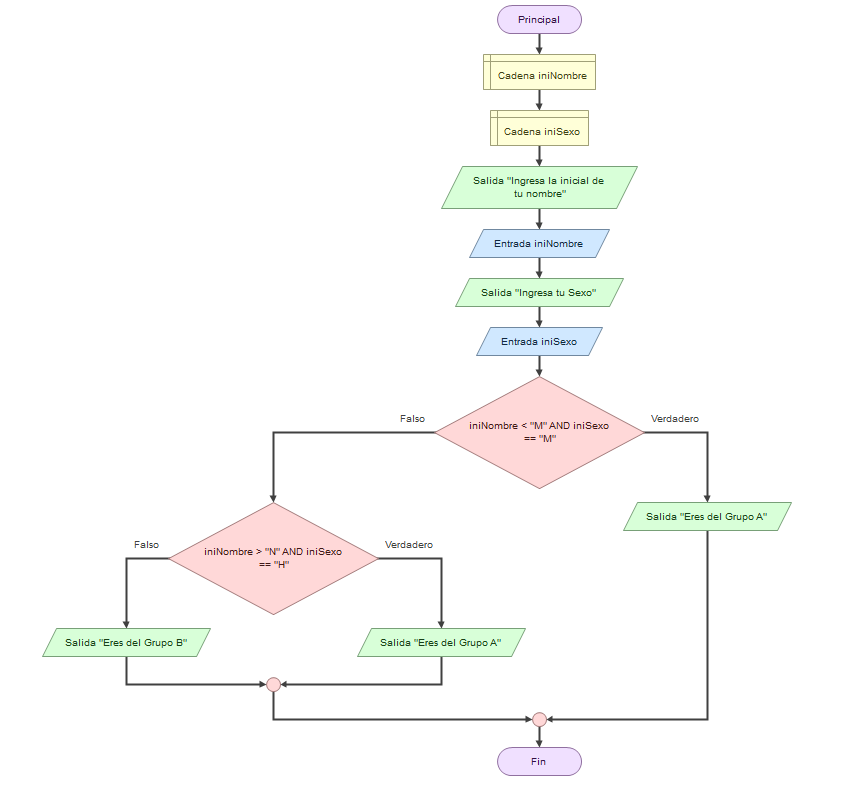 Principal
Cadena iniNombre
Cadena iniSexo
Salida "Ingresa la inicial de
tu nombre"
Entrada iniNombre
Salida "Ingresa tu Sexo"
Entrada iniSexo
Falso
iniNombre < "M" AND iniSexo
== "M"
Verdadero
Salida "Eres del Grupo A"
Falso
iniNombre > "N" AND iniSexo
== "H"
Verdadero
Salida "Eres del Grupo B"
Salida "Eres del Grupo A"
Fin